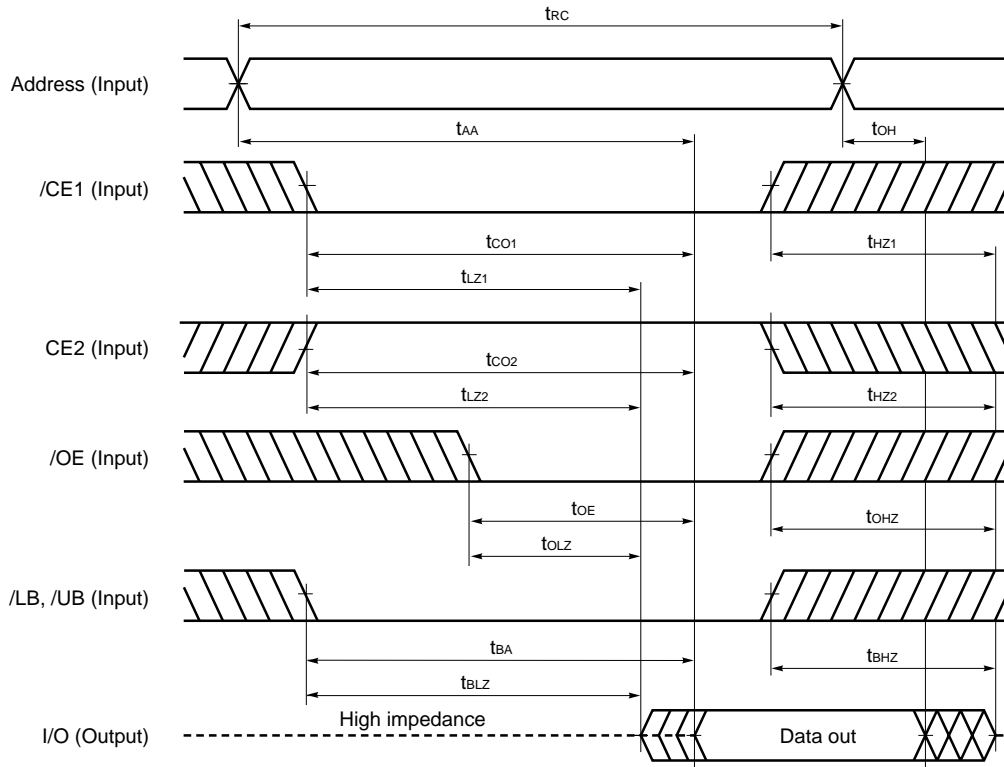 tRC
Address (Input)
tAA
tOH
/CE1 (Input)
tCO1
tHZ1
tLZ1
CE2 (Input)
tCO2
tLZ2
tHZ2
/OE (Input)
tOE
tOHZ
tOLZ
/LB, /UB (Input)
tBA
tBHZ
tBLZ
High impedance
I/O (Output)
Data out